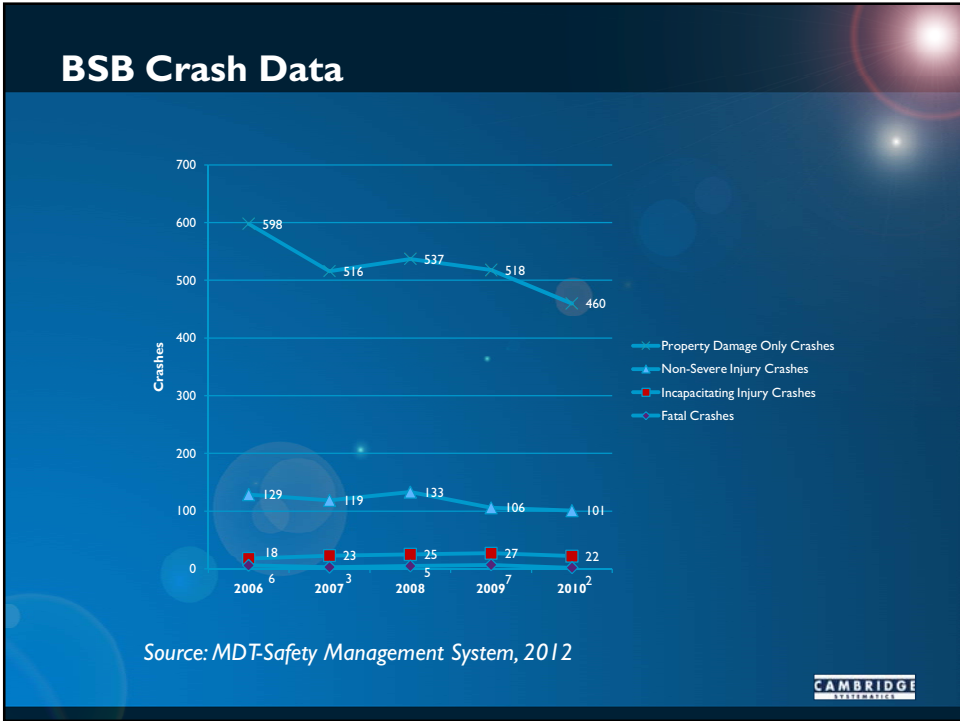 BSB Crash Data
700
600
500
400
300
200
100
0
Crashes
598
516
537
518
460
129
119
133
106
101
18
23
25
27
22
6
3
5
7
2
2006 2007 2008 2009 2010
Property Damage Only Crashes
Non-Severe Injury Crashes
Incapacitating Injury Crashes
Fatal Crashes
Source: MDT-Safety Management System, 2012
CAMBRIDGE
SYSTEMATICS